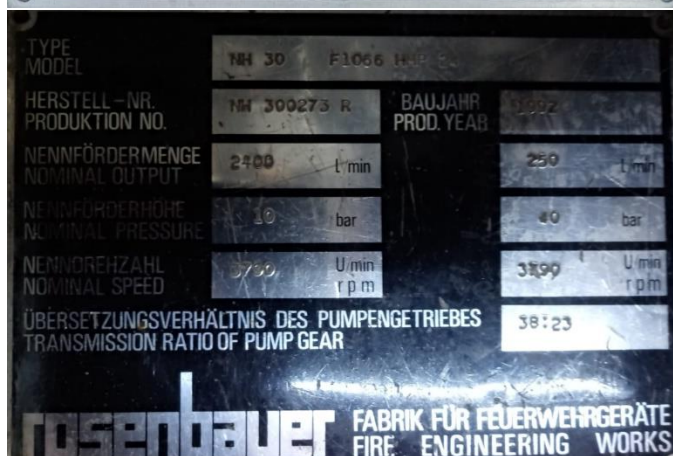 TYPE
MODEL NH 30 F1066
HERSTELL-NR.
PRODUKTION NO. NH 300273 R BAUJAHR
PROD. YEAR 1992
NENNFÖRDERMENGE
NOMINAL OUTPUT 2400 L/min 250 L/min
NENNFÖRDERHÖHE
NOMINAL PRESSURE 10 bar 40 bar
NENNDREHZAHL
NOMINAL SPEED U/min
rpm U/min
rpm
ÜBERSETZUNGSVERHÄLTNIS DES PUMPENGETRIEBES
TRANSMISSION RATIO OF PUMP GEAR 38:23
rosenbauer FABRIK FÜR FEUERWEHRGERÄTE
FIRE ENGINEERING WORKS